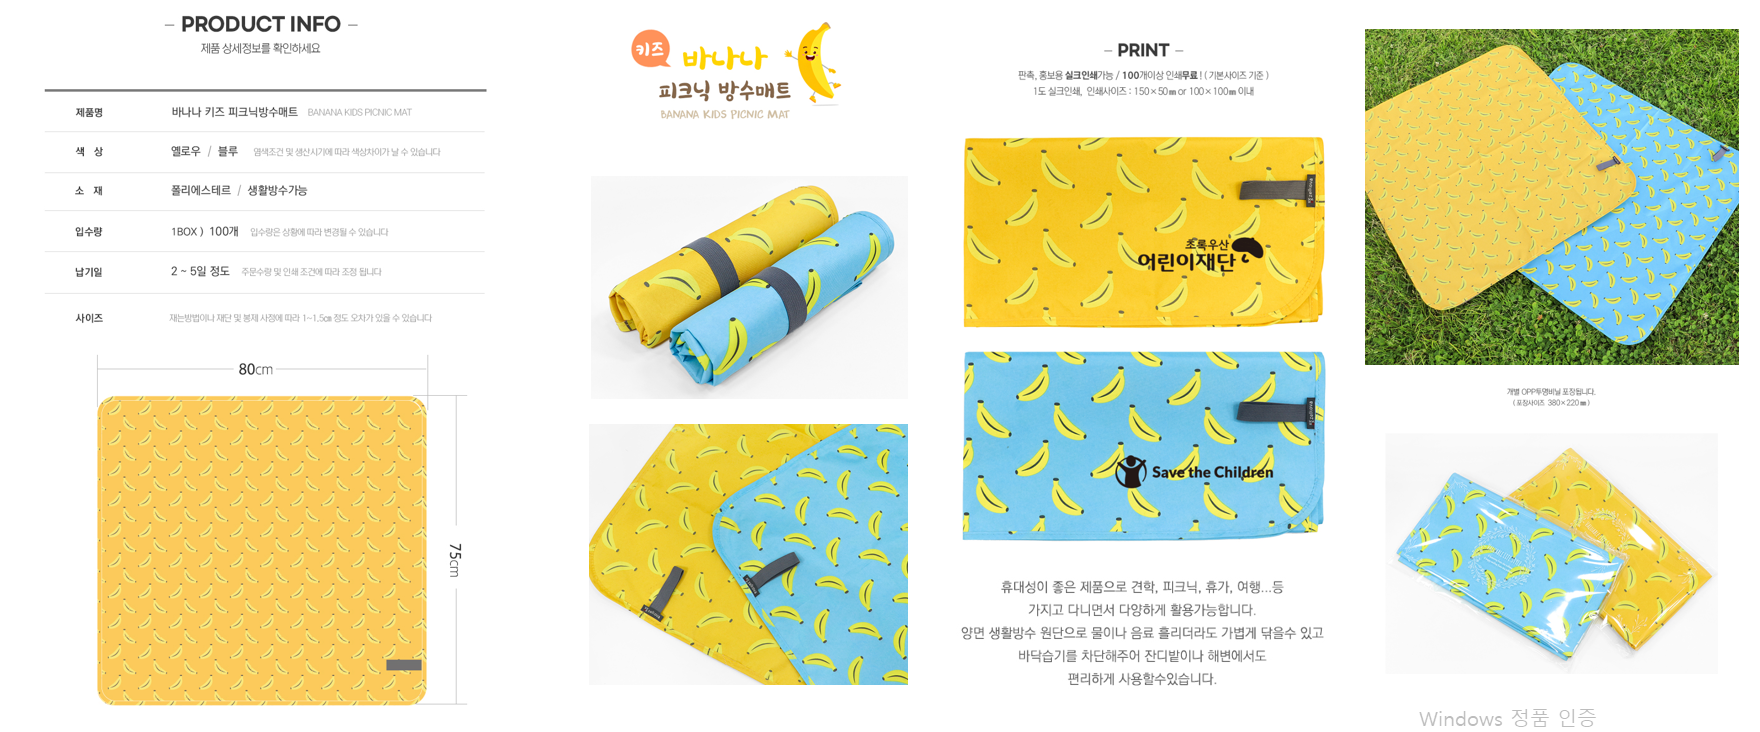 PRODUCT INFO
제품 상세정보를 확인하세요
제품명 바나나 키즈 피크닉방수매트 BANANA KIDS PICNIC MAT
색 상 옐로우 / 블루 염색조건 및 생산시기에 따라 색상차이가 날 수 있습니다
소 재 폴리에스테르 / 생활방수가능
입수량 1BOX ) 100개 입수량은 상황에 따라 변경될 수 있습니다
납기일 2 ~ 5일 정도 주문수량 및 인쇄 조건에 따라 조정 됩니다
사이즈 재는방법이나 재단 및 봉제 사정에 따라 1~1.5㎝ 정도 오차가 있을 수 있습니다
80cm
75cm
키즈 바나나
피크닉 방수매트
BANANA KIDS PICNIC MAT
PRINT
판촉, 홍보용 실크인쇄가능 / 100개이상 인쇄무료 ! ( 기본사이즈 기준 )
1도 실크인쇄, 인쇄사이즈 : 150×50㎜ or 100×100㎜ 이내
초록우산
어린이재단
Save the Children
휴대성이 좋은 제품으로 견학, 피크닉, 휴가, 여행...등
가지고 다니면서 다양하게 활용가능합니다.
양면 생활방수 원단으로 물이나 음료 흘리더라도 가볍게 닦을수 있고
바닥습기를 차단해주어 잔디밭이나 해변에서도
편리하게 사용할수있습니다.
개별 OPP투명비닐 포장됩니다.
( 포장사이즈 380×220㎜ )
Windows 정품 인증